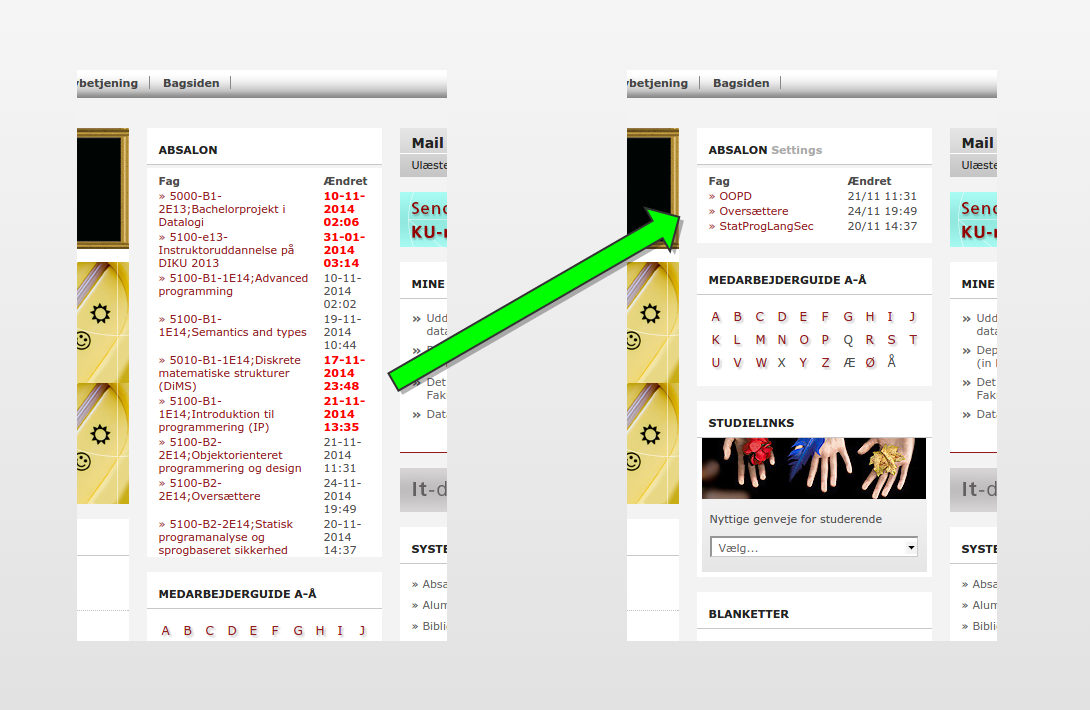 vbetjening Bagsiden
ABSALON
Fag Ændret
» 5000-B1-
2E13;Bachelorprojekt i
Datalogi
10-11-
2014
02:06
» 5100-e13-
Instruktoruddannelse på
DIKU 2013
31-01-
2014
03:14
» 5100-B1-1E14;Advanced
programming
10-11-
2014
02:02
» 5100-B1-
1E14;Semantics and types
19-11-
2014
10:44
» 5010-B1-1E14;Diskrete
matematiske strukturer
(DiMS)
17-11-
2014
23:48
» 5100-B1-
1E14;Introduktion til
programmering (IP)
21-11-
2014
13:35
» 5100-B2-
2E14;Objektorienteret
programmering og design
21-11-
2014
11:31
» 5100-B2-
2E14;Oversættere
24-11-
2014
19:49
» 5100-B2-2E14;Statisk
programanalyse og
sprogbaseret sikkerhed
20-11-
2014
14:37
MEDARBEJDERGUIDE A-Å
A B C D E F G H I J
Mail
Ulæste
Send
KU-
MINE
» Udd
data
»
» Det
Fak
» Data
It-d
SYSTE
» Absa
» Alum
» Biblio
vbetjening Bagsiden
ABSALON Settings
Fag Ændret
» OOPD 21/11 11:31
» Oversættere 24/11 19:49
» StatProgLangSec 20/11 14:37
MEDARBEJDERGUIDE A-Å
A B C D E F G H I J
K L M N O P Q R S T
U V W X Y Z Æ Ø Å
STUDIELINKS
Nyttige genveje for studerende
Vælg...
BLANKETTER
Mail
Ulæste
Send
KU-
MINE
» Udd
data
» Dep
(in
» Det
Fak
» Data
It-d
SYSTE
» Absa
» Alum
» Biblio